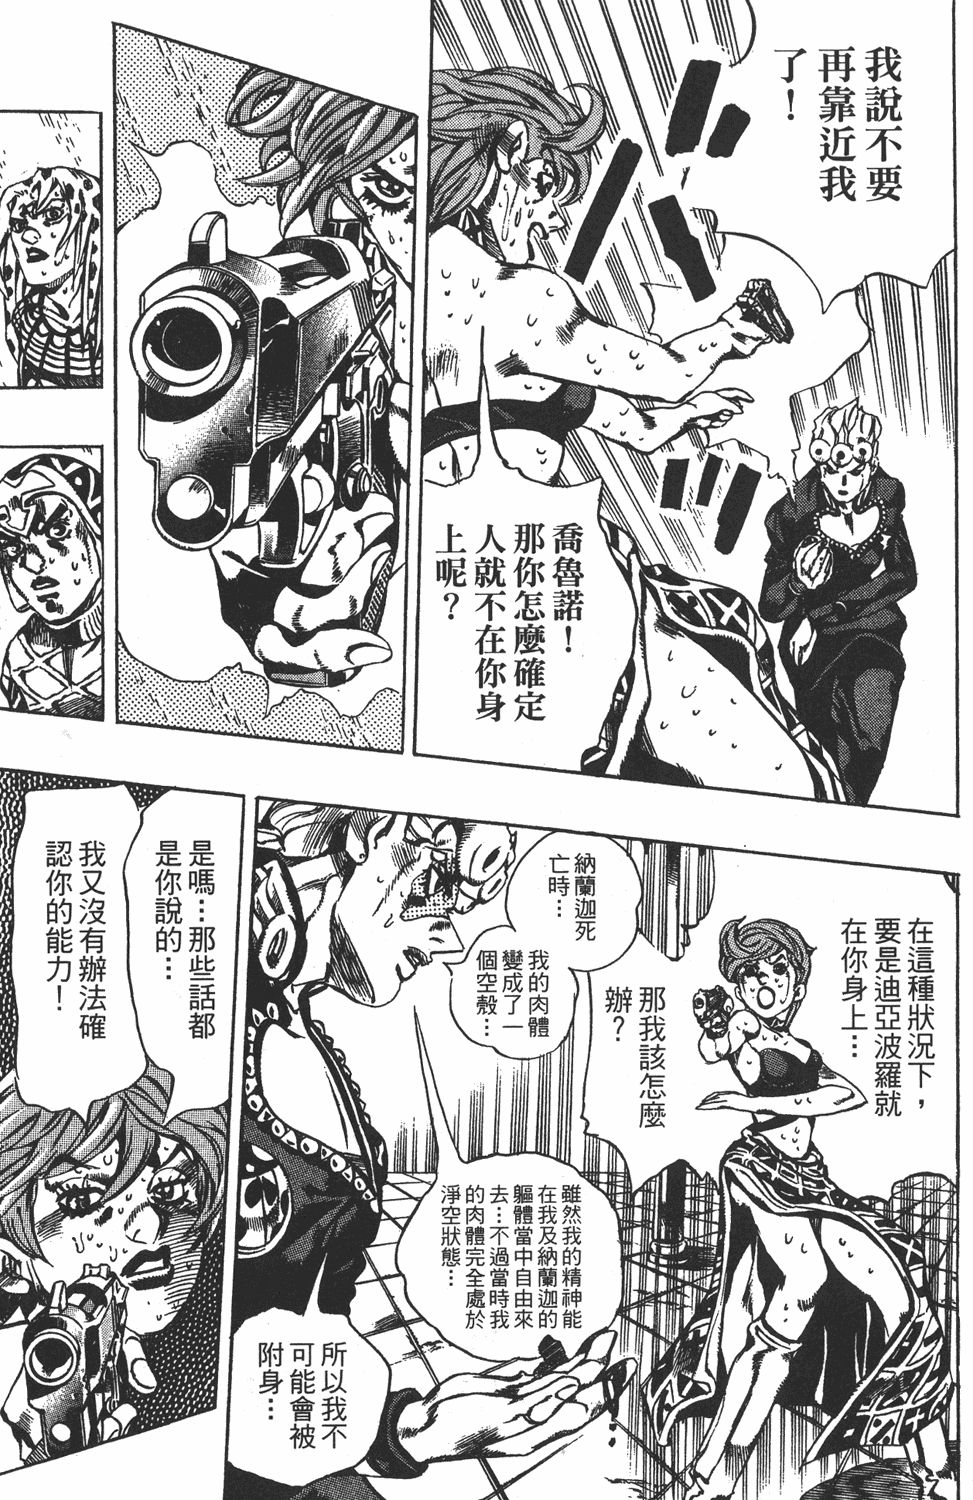 我說不要
再靠近我
了！
喬魯諾！
那你怎麼確定
人就不在你身
上呢？
在這種狀況下，
要是迪亞波羅就
在你身上…
那我該怎麼
辦？
納蘭迦死
亡時…
我的肉體
變成了一
個空殼…
雖然我的精神能
在我及納蘭迦的
軀體當中自由來
去…不過當時我
的肉體完全處於
淨空狀態…
所以我不
可能會被
附身…
是嗎…那些話都
是你說的…
我又沒有辦法確
認你的能力！